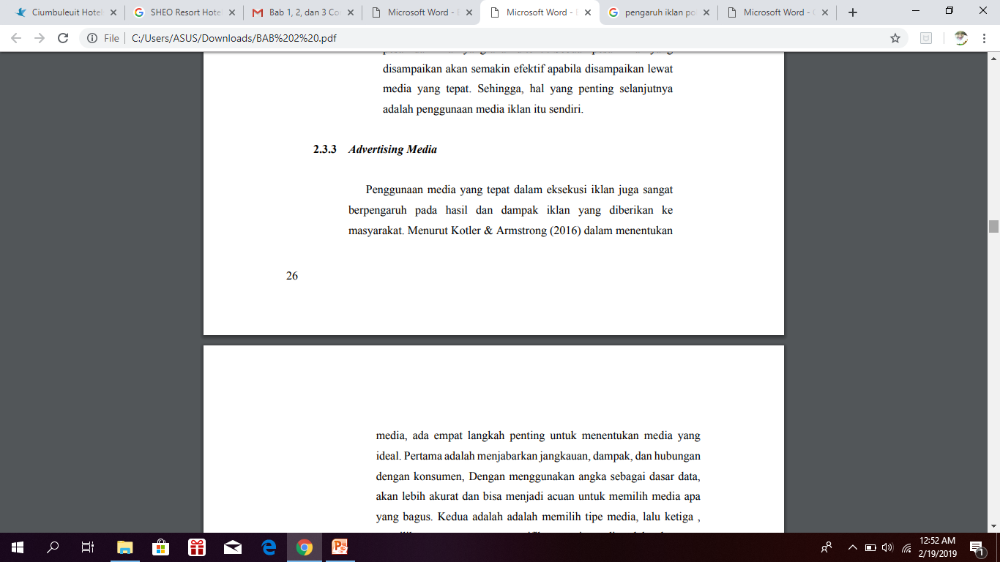 Ciumbuleuit Hote
SHEO Resort Hote
Bab 1, 2, dan 3 Co
Microsoft Word -
Microsoft Word -
pengaruh iklan po
Microsoft Word -
File
C:/Users/ASUS/Downloads/BAB%202%20.pdf
disampaikan akan semakin efektif apabila disampaikan lewat
media yang tepat. Sehingga, hal yang penting selanjutnya
adalah penggunaan media iklan itu sendiri.
2.3.3 Advertising Media
Penggunaan media yang tepat dalam eksekusi iklan juga sangat
berpengaruh pada hasil dan dampak iklan yang diberikan ke
masyarakat. Menurut Kotler & Armstrong (2016) dalam menentukan
26
media, ada empat langkah penting untuk menentukan media yang
ideal. Pertama adalah menjabarkan jangkauan, dampak, dan hubungan
dengan konsumen, Dengan menggunakan angka sebagai dasar data,
akan lebih akurat dan bisa menjadi acuan untuk memilih media apa
yang bagus. Kedua adalah adalah memilih tipe media, lalu ketiga ,
12:52 AM
2/19/2019
1